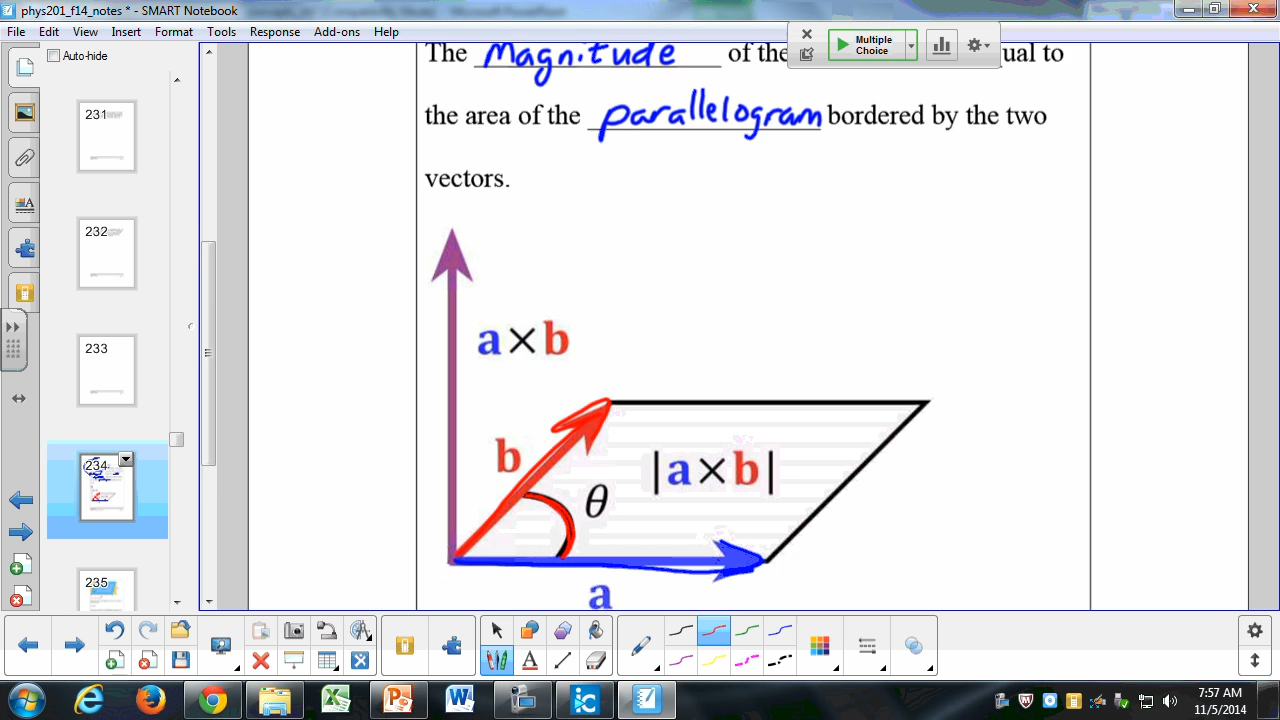 phys201_f14_notes * - SMART Notebook
File Edit View Insert Format Tools Response Add-ons Help
Multiple
Choice
Auto-hide
231
232
233
234
235
The Magnitude of the ual to
the area of the parallelogram bordered by the two
vectors.
a×b
b
θ
|a×b|
a
A
7:57 AM
11/5/2014